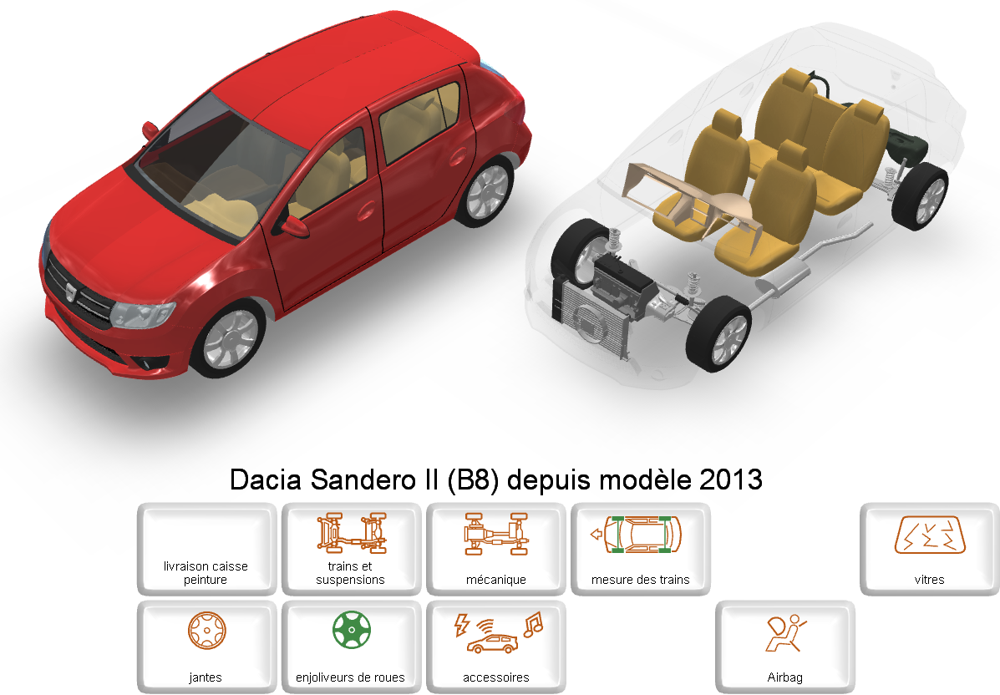 Dacia Sandero II (B8) depuis modèle 2013
livraison caisse
peinture
trains et
suspensions
mécanique
mesure des trains
vitres
jantes
enjoliveurs de roues
accessoires
Airbag